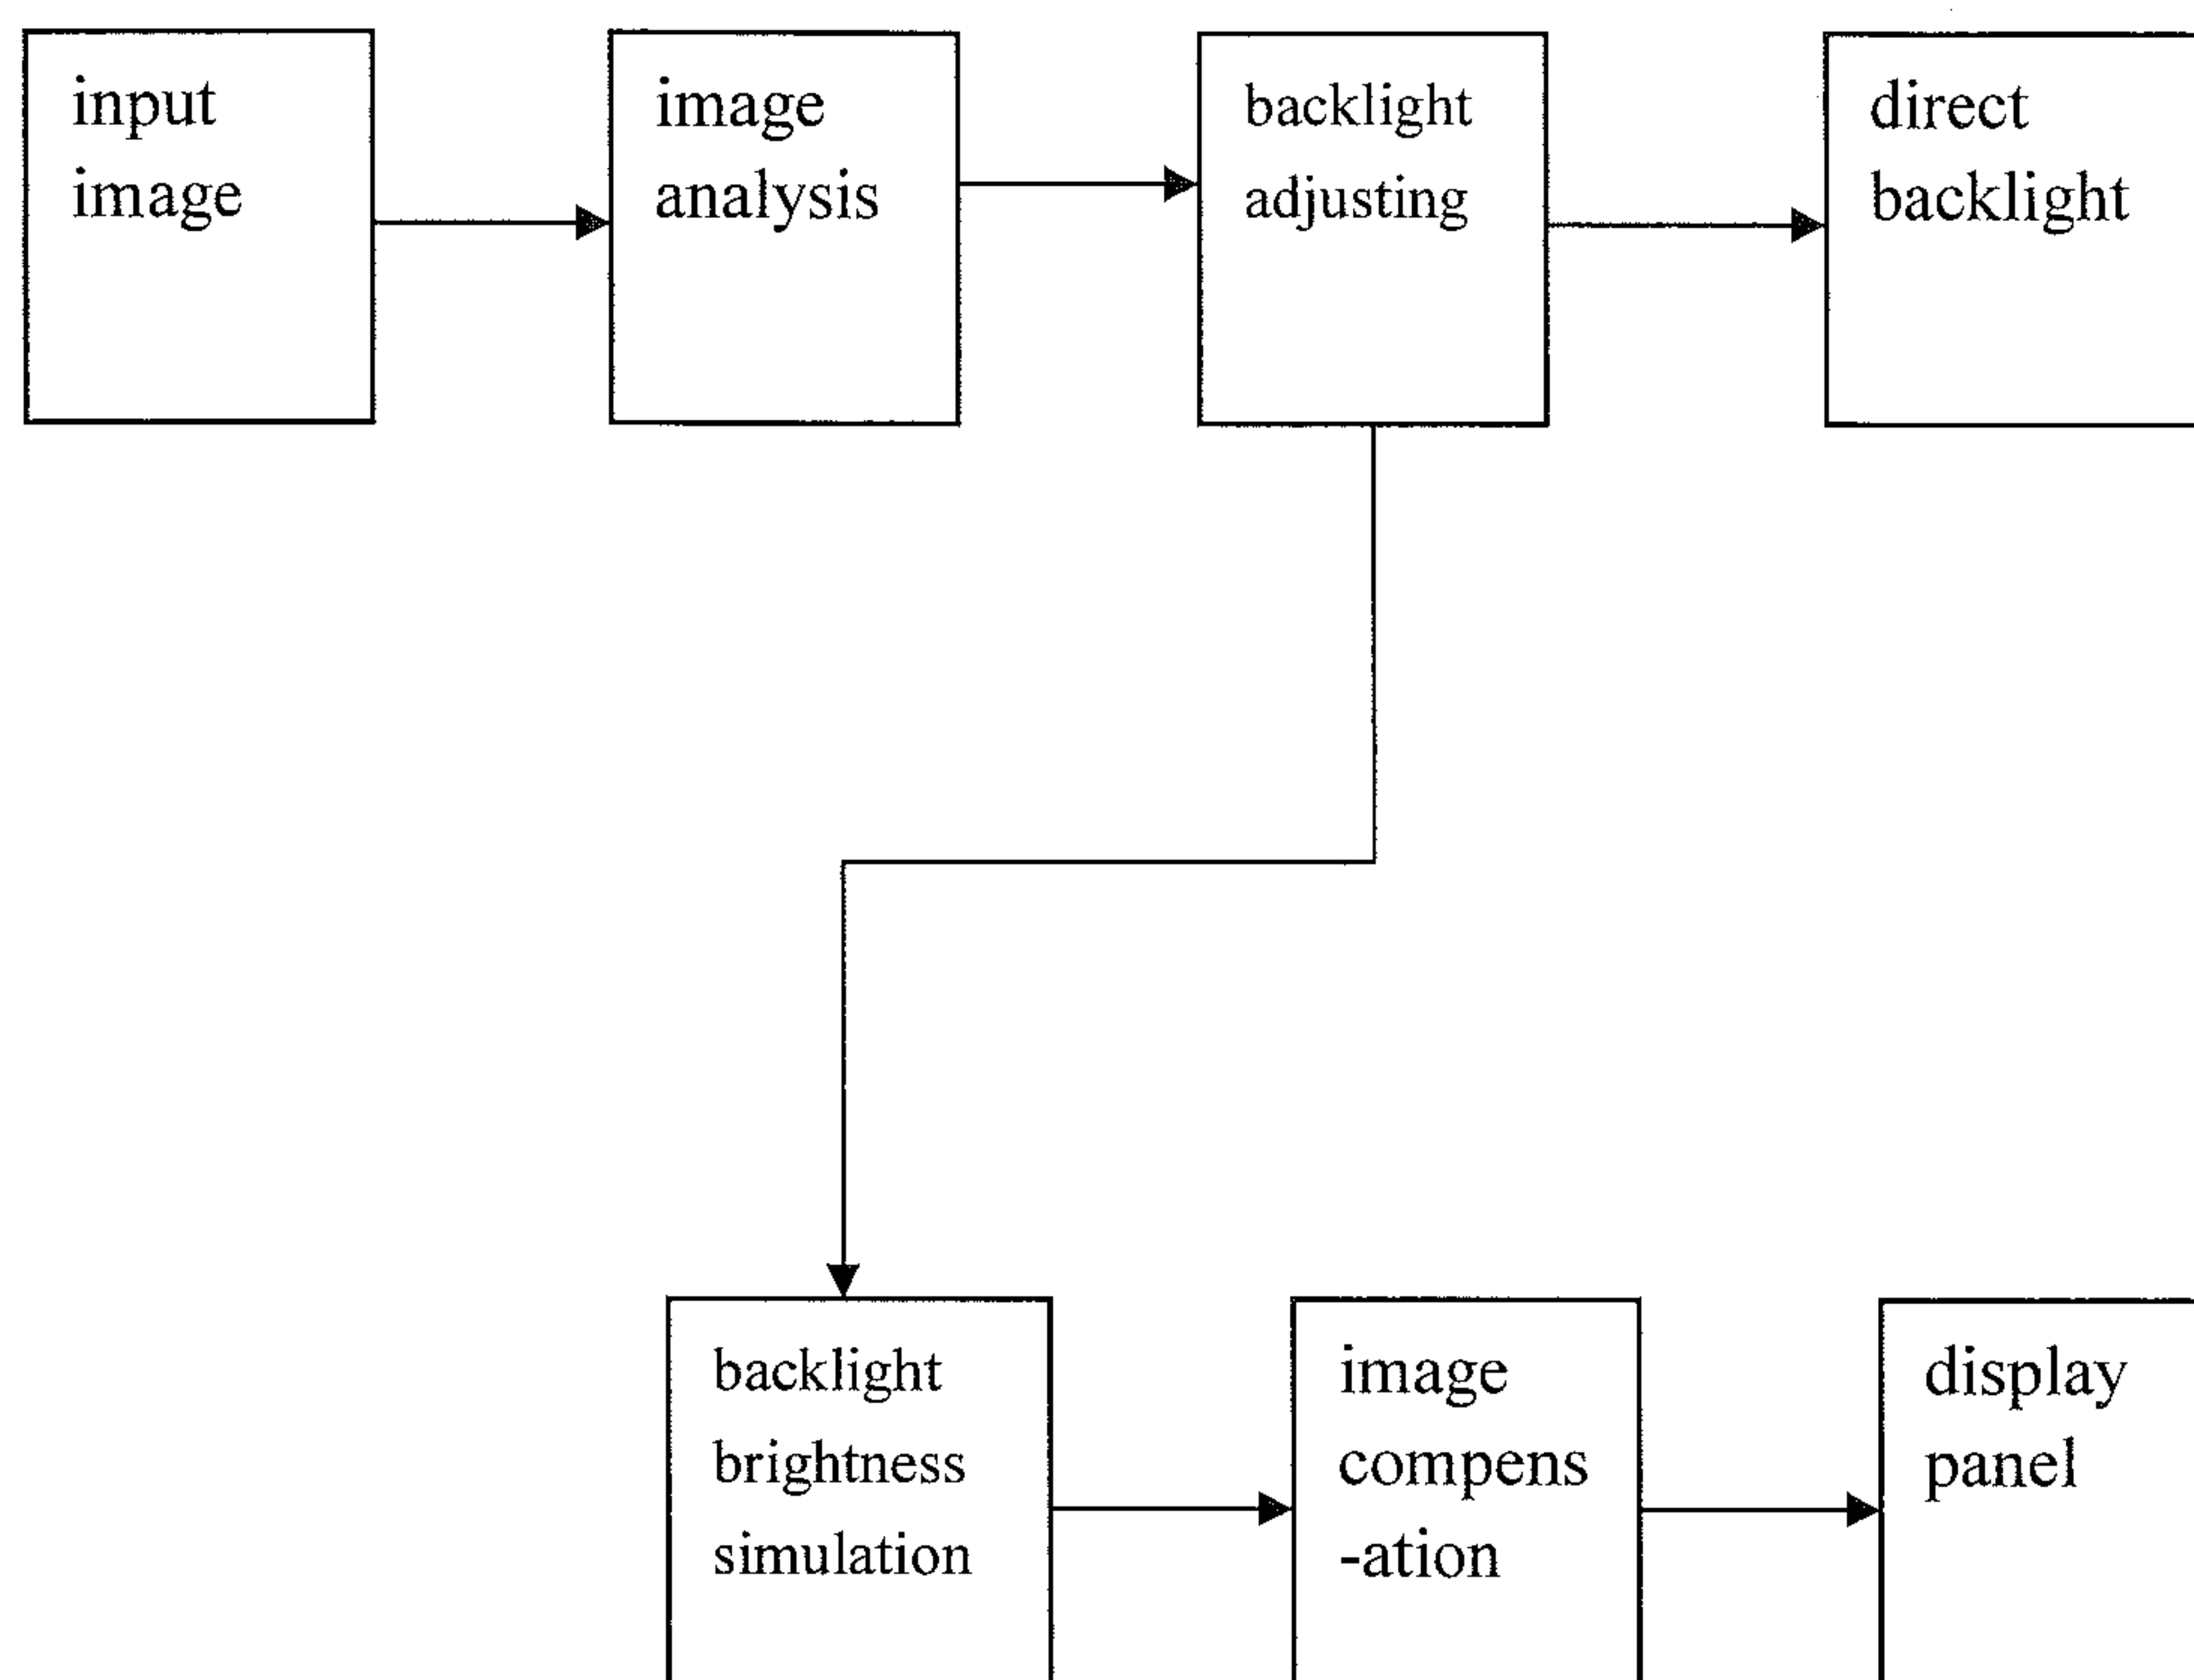 input
image
image
analysis
backlight
adjusting
direct
backlight
backlight
brightness
simulation
image
compens
-ation
display
panel